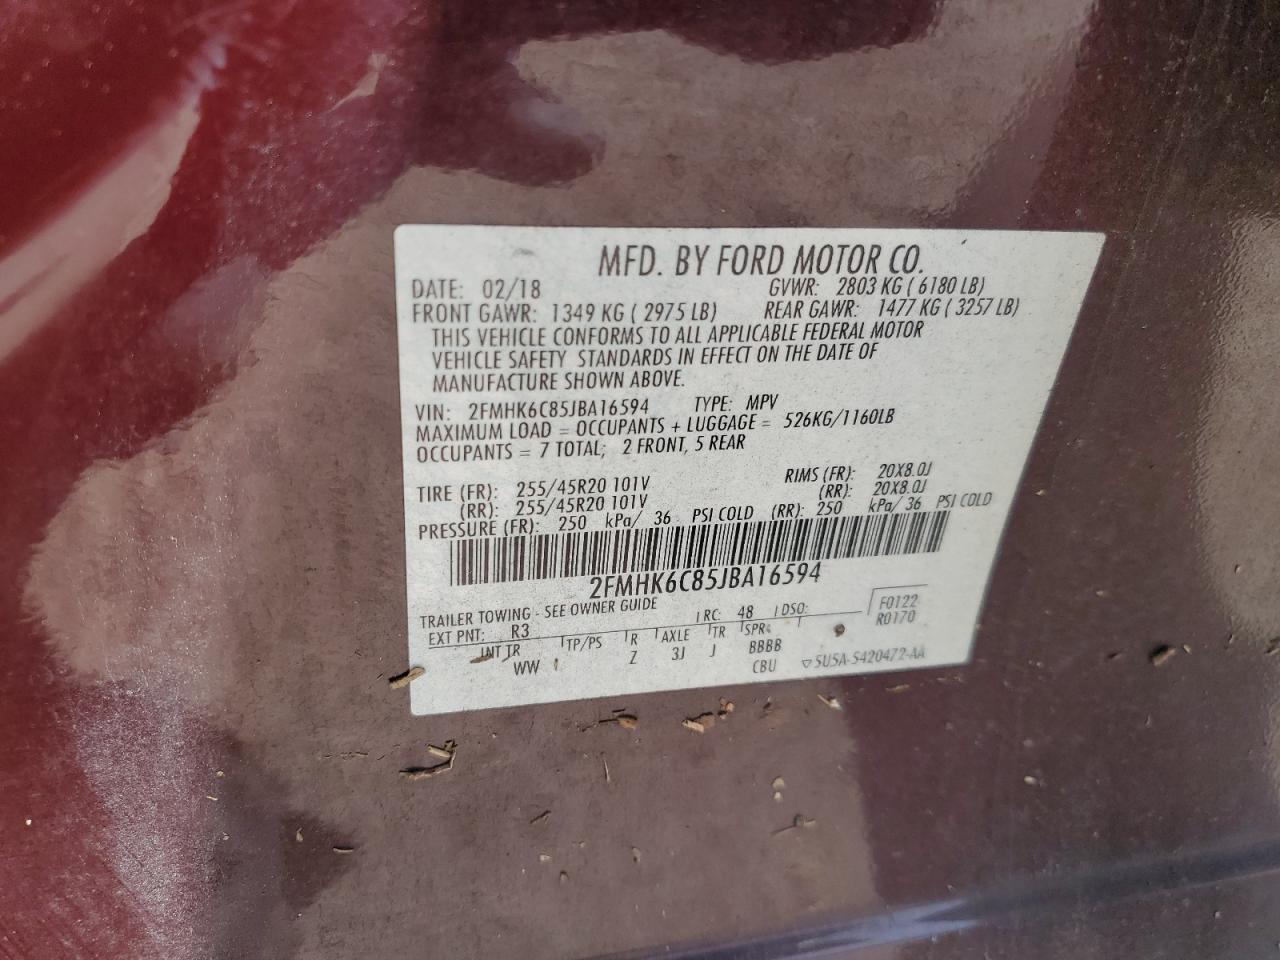 MFD. BY FORD MOTOR CO.
DATE: 02/18 GVWR: 2803 KG ( 6180 LB)
FRONT GAWR: 1349 KG ( 2975 LB) REAR GAWR: 1477 KG ( 3257 LB)
THIS VEHICLE CONFORMS TO ALL APPLICABLE FEDERAL MOTOR
VEHICLE SAFETY STANDARDS IN EFFECT ON THE DATE OF
MANUFACTURE SHOWN ABOVE.
VIN: 2FMHK6C85JBA16594 TYPE: MPV
MAXIMUM LOAD = OCCUPANTS + LUGGAGE = 526KG/1160LB
OCCUPANTS = 7 TOTAL; 2 FRONT, 5 REAR
TIRE (FR): 255/45R20 101V RIMS (FR): 20X8.0J
(RR): 255/45R20 101V (RR): 20X8.0J
PRESSURE (FR): 250 kPa/ 36 PSI COLD (RR): 250 kPa/ 36 PSI COLD
2FMHK6C85JBA16594
TRAILER TOWING - SEE OWNER GUIDE
EXT PNT: R3 RC: 48 DSO: F0122
R0170
INT TR TP/PS R AXLE TR SPR
WW Z 3J J BBBB
CBU 5U5A-5420472-AA